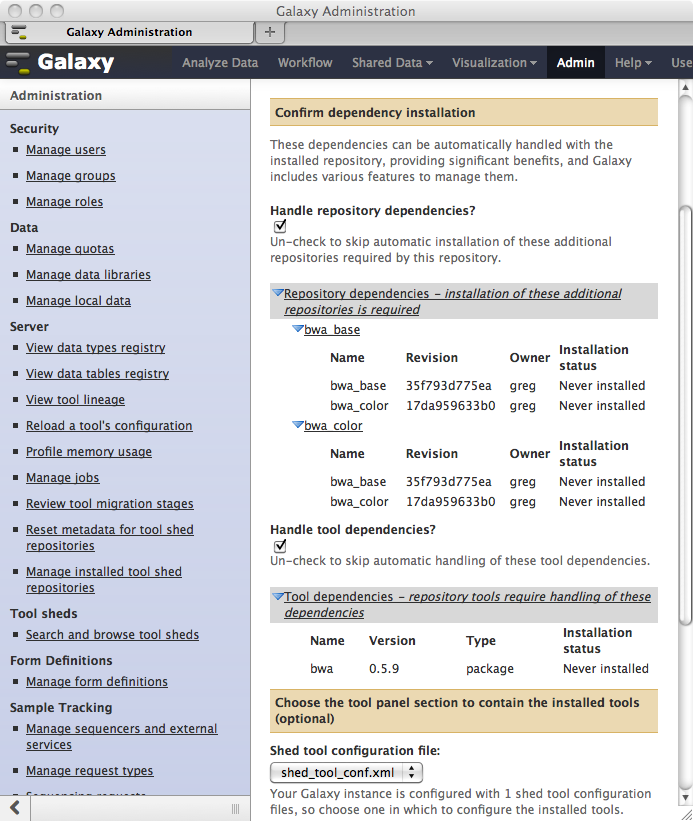 Galaxy Administration
Galaxy Administration
Galaxy Analyze Data Workflow Shared Data Visualization Admin Help Use
Administration
Security
Manage users
Manage groups
Manage roles
Data
Manage quotas
Manage data libraries
Manage local data
Server
View data types registry
View data tables registry
View tool lineage
Reload a tool's configuration
Profile memory usage
Manage jobs
Review tool migration stages
Reset metadata for tool shed
repositories
Manage installed tool shed
repositories
Tool sheds
Search and browse tool sheds
Form Definitions
Manage form definitions
Sample Tracking
Manage sequencers and external
services
Manage request types
Sequencing requests
Confirm dependency installation
These dependencies can be automatically handled with the
installed repository, providing significant benefits, and Galaxy
includes various features to manage them.
Handle repository dependencies?
Un-check to skip automatic installation of these additional
repositories required by this repository.
Repository dependencies - installation of these additional
repositories is required
bwa_base
Name Revision Owner Installation
status
bwa_base 35f793d775ea greg Never installed
bwa_color 17da959633b0 greg Never installed
bwa_color
Name Revision Owner Installation
status
bwa_base 35f793d775ea greg Never installed
bwa_color 17da959633b0 greg Never installed
Handle tool dependencies?
Un-check to skip automatic handling of these tool dependencies.
Tool dependencies - repository tools require handling of these
dependencies
Name Version Type Installation
status
bwa 0.5.9 package Never installed
Choose the tool panel section to contain the installed tools
(optional)
Shed tool configuration file:
shed_tool_conf.xml
Your Galaxy instance is configured with 1 shed tool configuration
files, so choose one in which to configure the installed tools.